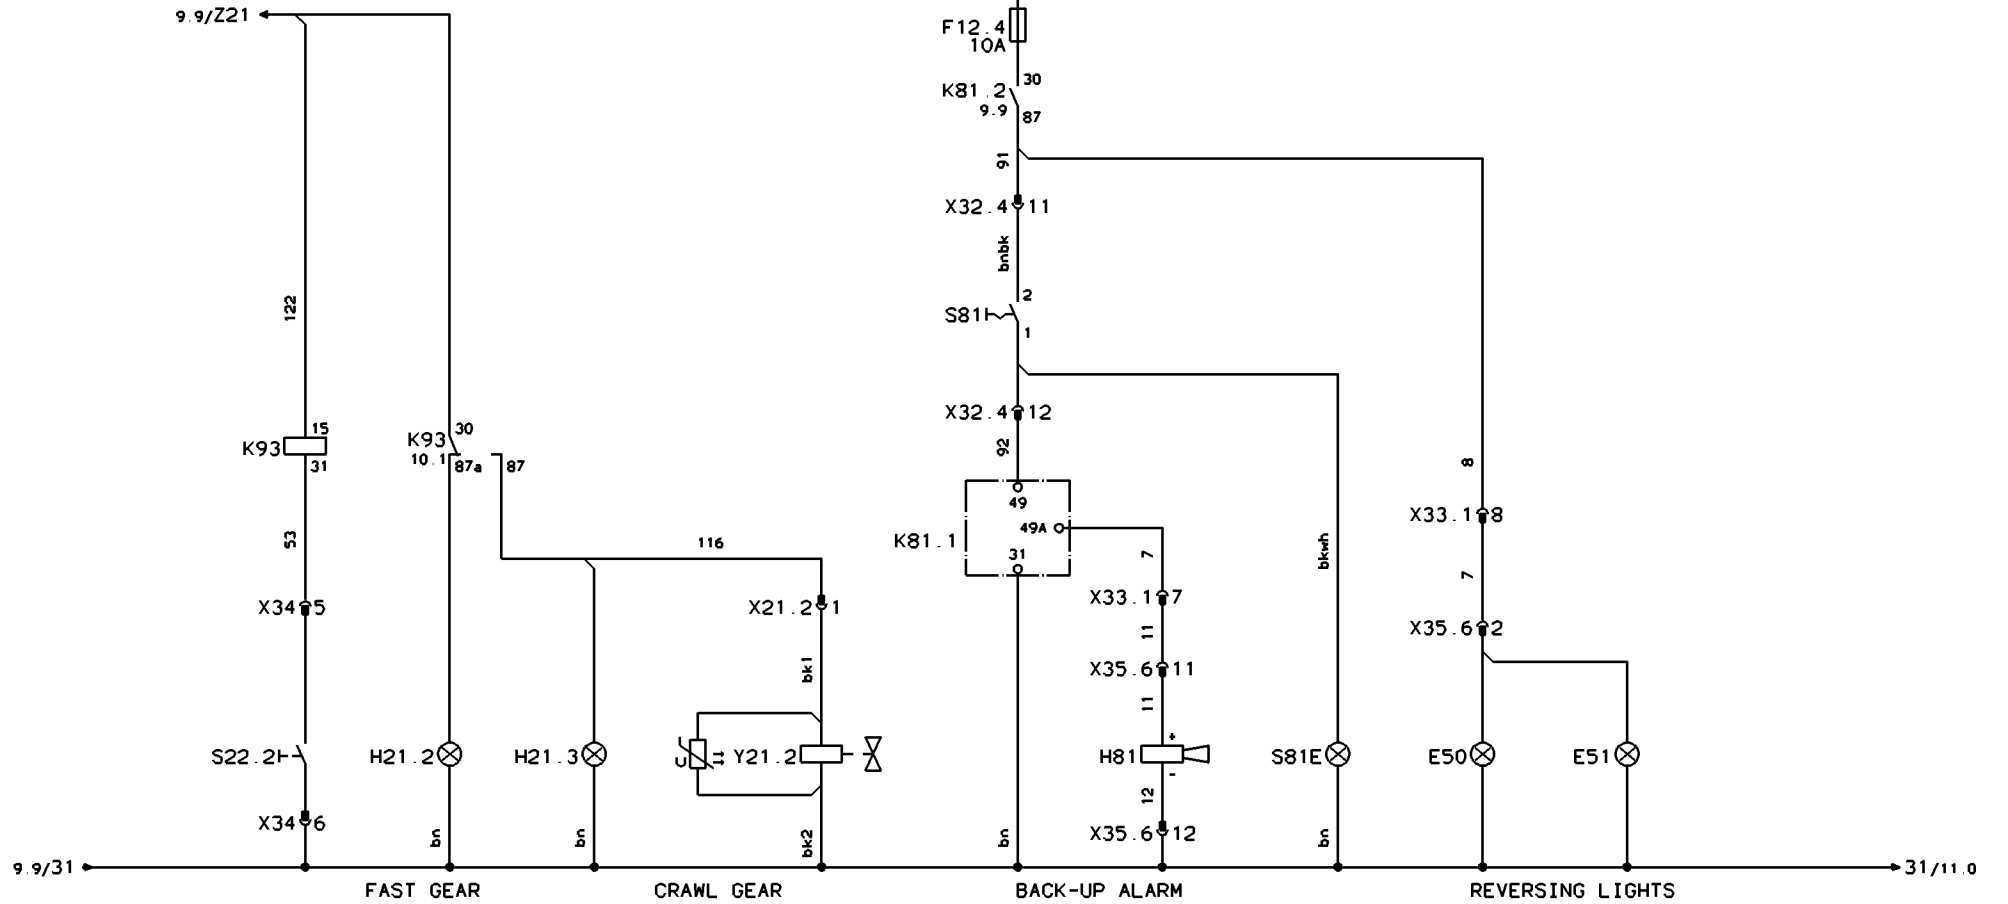 9.9/Z21
F12.4
10A
30
K81.2
9.9
87
91
X32.4 11
bnbk
2
S81
1
122
X32.4 12
92
15
K93
31
30
K93
10.1 87a 87
8
49
49A
K81.1
31
X33.1 8
53
116
7
bkwh
7
X34 5
X21.2 1
X33.1 7
11
X35.6 2
bk1
X35.6 11
11
S22.2
H21.2
H21.3
U
Y21.2
+
H81
-
S81E
E50
E51
12
X34 6
bn
bn
bk2
bn
X35.6 12
bn
9.9/31
31/11.0
FAST GEAR
CRAWL GEAR
BACK-UP ALARM
REVERSING LIGHTS